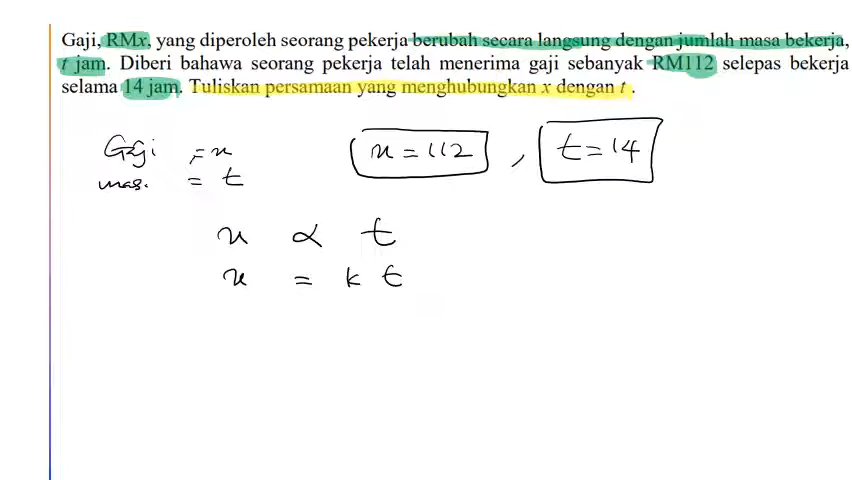 Gaji, RMx, yang diperoleh seorang pekerja berubah secara langsung dengan jumlah masa bekerja,
t jam. Diberi bahawa seorang pekerja telah menerima gaji sebanyak RM112 selepas bekerja
selama 14 jam. Tuliskan persamaan yang menghubungkan x dengan t .
Gaji = x x = 112 , t = 14
mas. = t
x ∝ t
x = k t